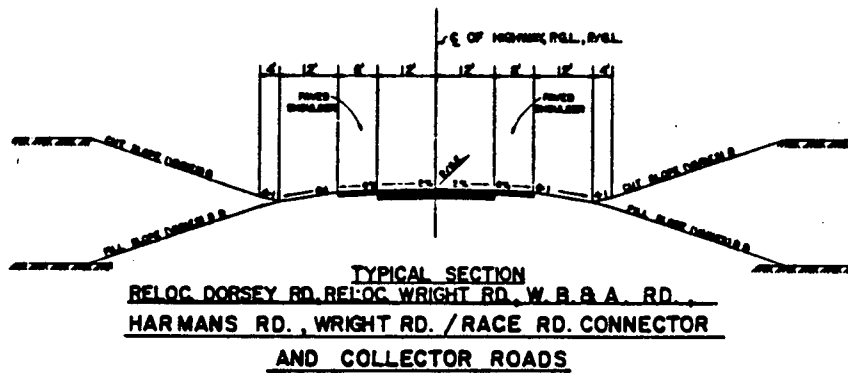 ℄ OF HIGHWAY, P.G.L., P/G.L.
4' 12' 8' 12' 12' 8' 12' 4'
PAVED SHOULDER PAVED SHOULDER
CUT SLOPE CUT SLOPE
2% 2%
FILL SLOPE FILL SLOPE
TYPICAL SECTION
RELOC. DORSEY RD, RELOC. WRIGHT RD., W. B. & A. RD.,
HARMANS RD., WRIGHT RD. / RACE RD. CONNECTOR
AND COLLECTOR ROADS